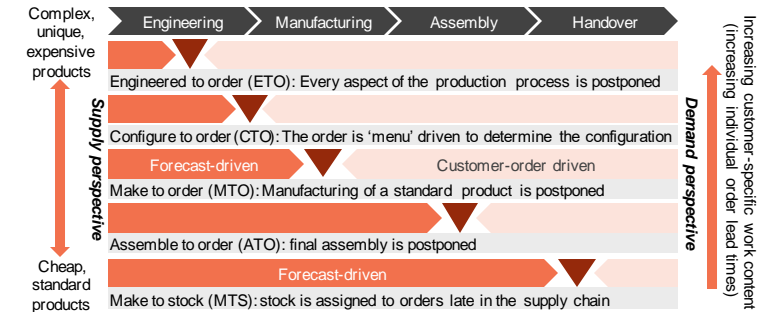 Complex,
unique,
expensive
products
Engineering
Manufacturing
Assembly
Handover
Engineered to order (ETO): Every aspect of the production process is postponed
Configure to order (CTO): The order is ‘menu’ driven to determine the configuration
Forecast-driven
Customer-order driven
Make to order (MTO): Manufacturing of a standard product is postponed
Assemble to order (ATO): final assembly is postponed
Forecast-driven
Make to stock (MTS): stock is assigned to orders late in the supply chain
Supply perspective
Cheap,
standard
products
Demand perspective
Increasing customer-specific work content
(increasing individual order lead times)